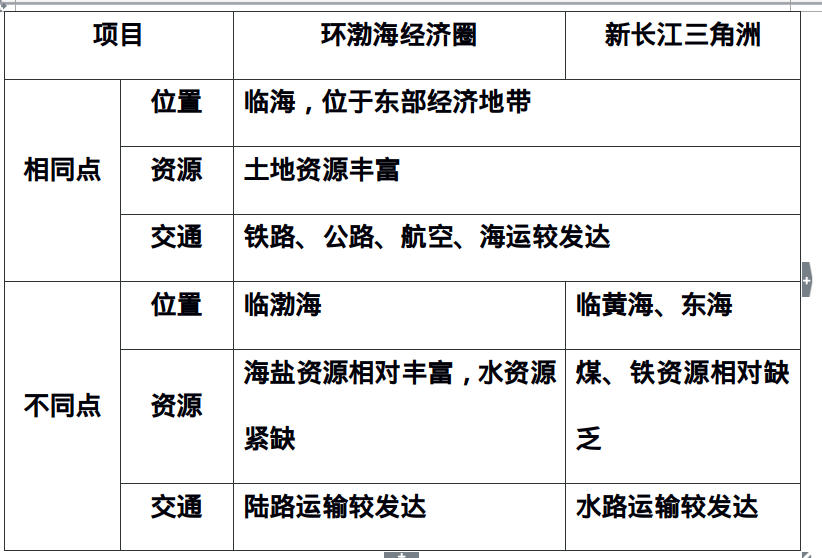 项目 环渤海经济圈 新长江三角洲
相同点 位置 临海，位于东部经济地带
资源 土地资源丰富
交通 铁路、公路、航空、海运较发达
不同点 位置 临渤海 临黄海、东海
资源 海盐资源相对丰富，水资源紧缺 煤、铁资源相对缺乏
交通 陆路运输较发达 水路运输较发达